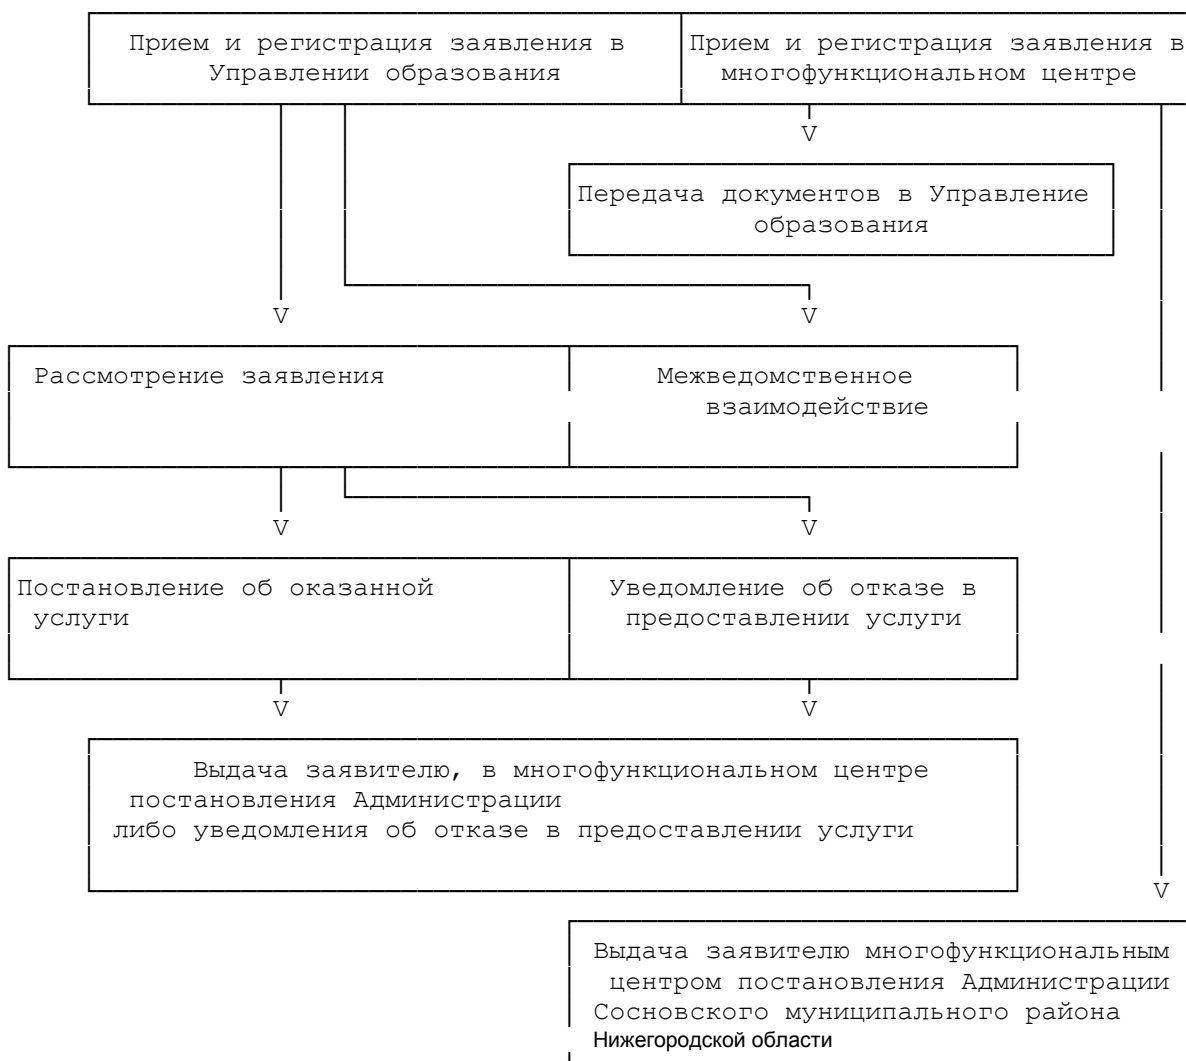 Прием и регистрация заявления в
Управлении образования
Прием и регистрация заявления в
многофункциональном центре
V
Передача документов в Управление
образования
V
V
Рассмотрение заявления
Межведомственное
взаимодействие
V
V
Постановление об оказанной
услуги
Уведомление об отказе в
предоставлении услуги
V
V
Выдача заявителю, в многофункциональном центре
постановления Администрации
либо уведомления об отказе в предоставлении услуги
V
Выдача заявителю многофункциональным
центром постановления Администрации
Сосновского муниципального района
Нижегородской области